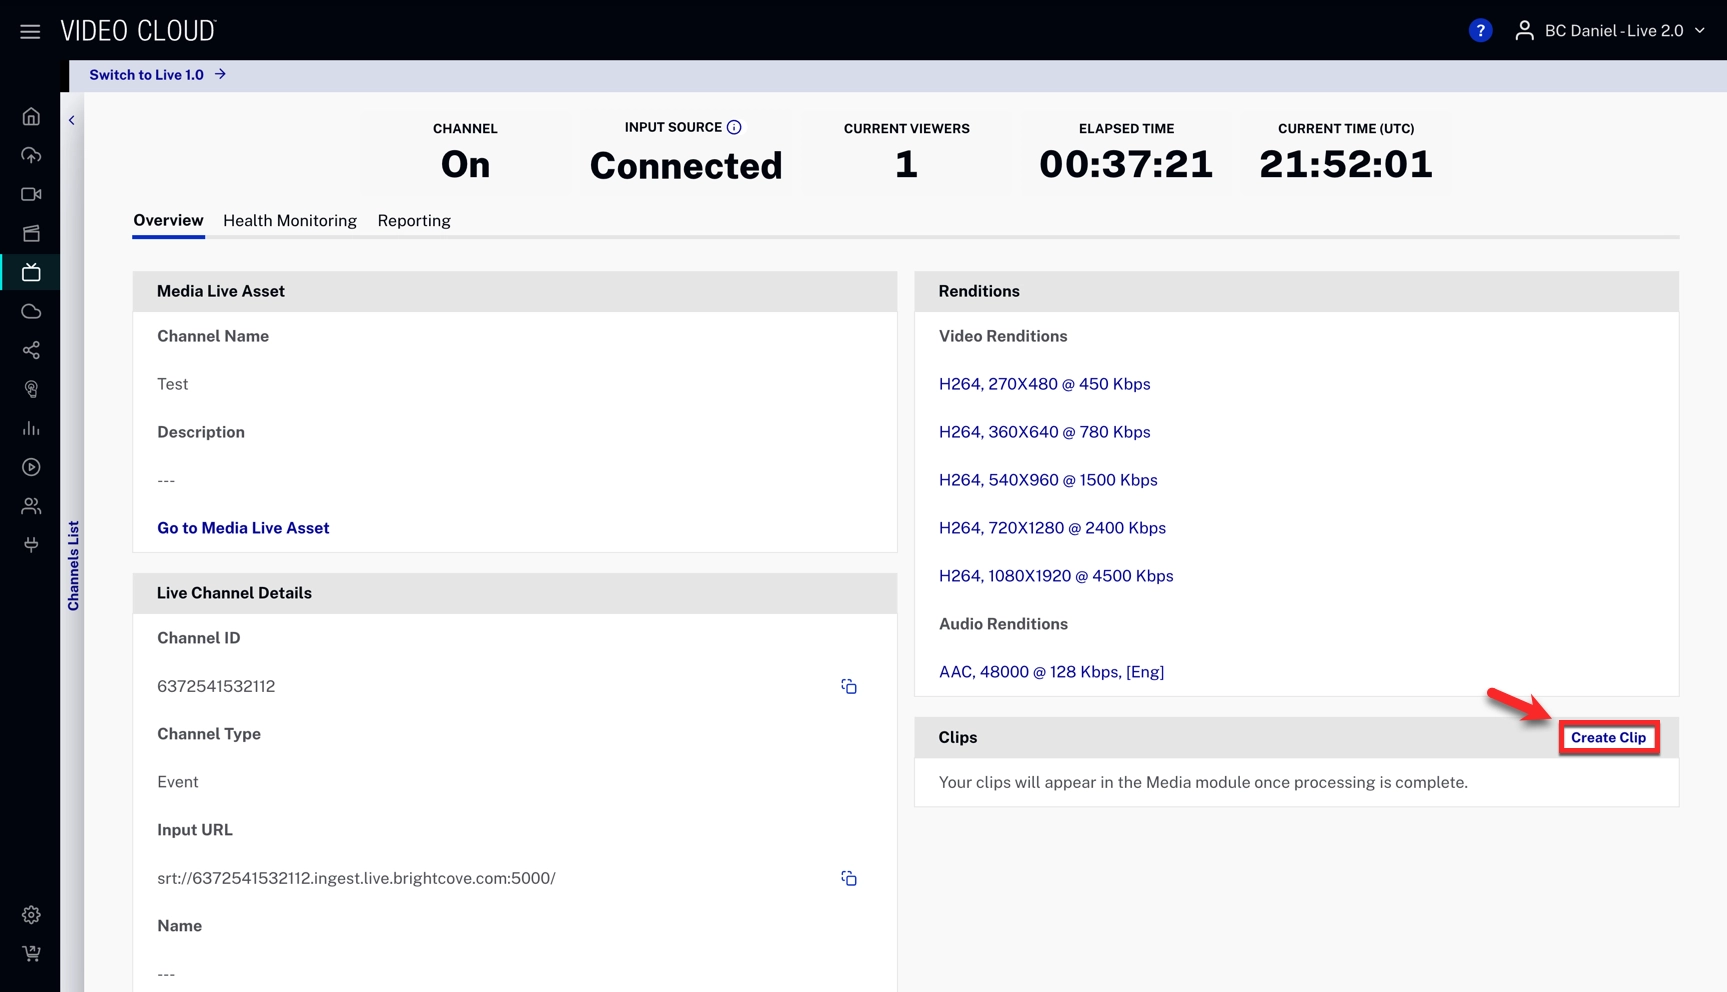 VIDEO CLOUD™
?
BC Daniel - Live 2.0
Switch to Live 1.0 →
Channels List
CHANNEL
On
INPUT SOURCE
Connected
CURRENT VIEWERS
1
ELAPSED TIME
00:37:21
CURRENT TIME (UTC)
21:52:01
Overview
Health Monitoring
Reporting
Media Live Asset
Channel Name
Test
Description
---
Go to Media Live Asset
Live Channel Details
Channel ID
6372541532112
Channel Type
Event
Input URL
srt://6372541532112.ingest.live.brightcove.com:5000/
Name
---
Renditions
Video Renditions
H264, 270X480 @ 450 Kbps
H264, 360X640 @ 780 Kbps
H264, 540X960 @ 1500 Kbps
H264, 720X1280 @ 2400 Kbps
H264, 1080X1920 @ 4500 Kbps
Audio Renditions
AAC, 48000 @ 128 Kbps, [Eng]
Clips
Create Clip
Your clips will appear in the Media module once processing is complete.